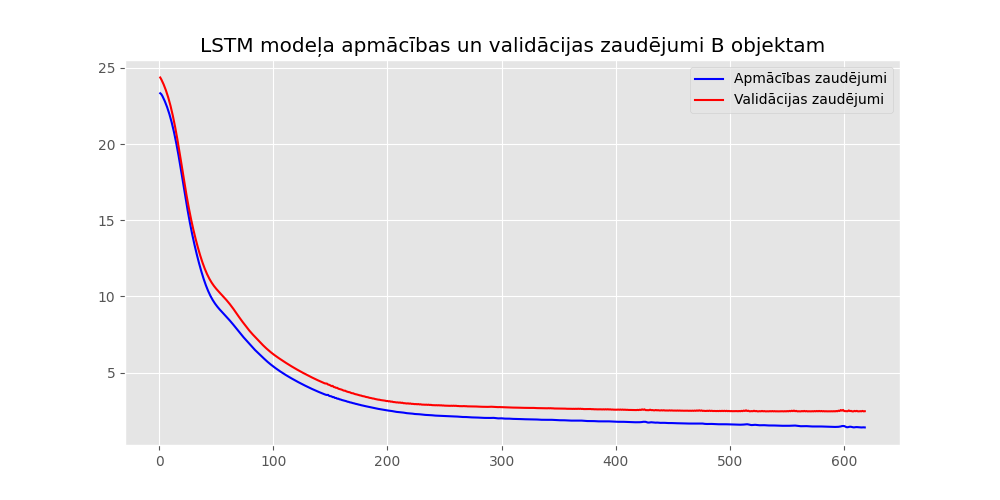 LSTM modeļa apmācības un validācijas zaudējumi B objektam
Apmācības zaudējumi
Validācijas zaudējumi
25
20
15
10
5
0 100 200 300 400 500 600